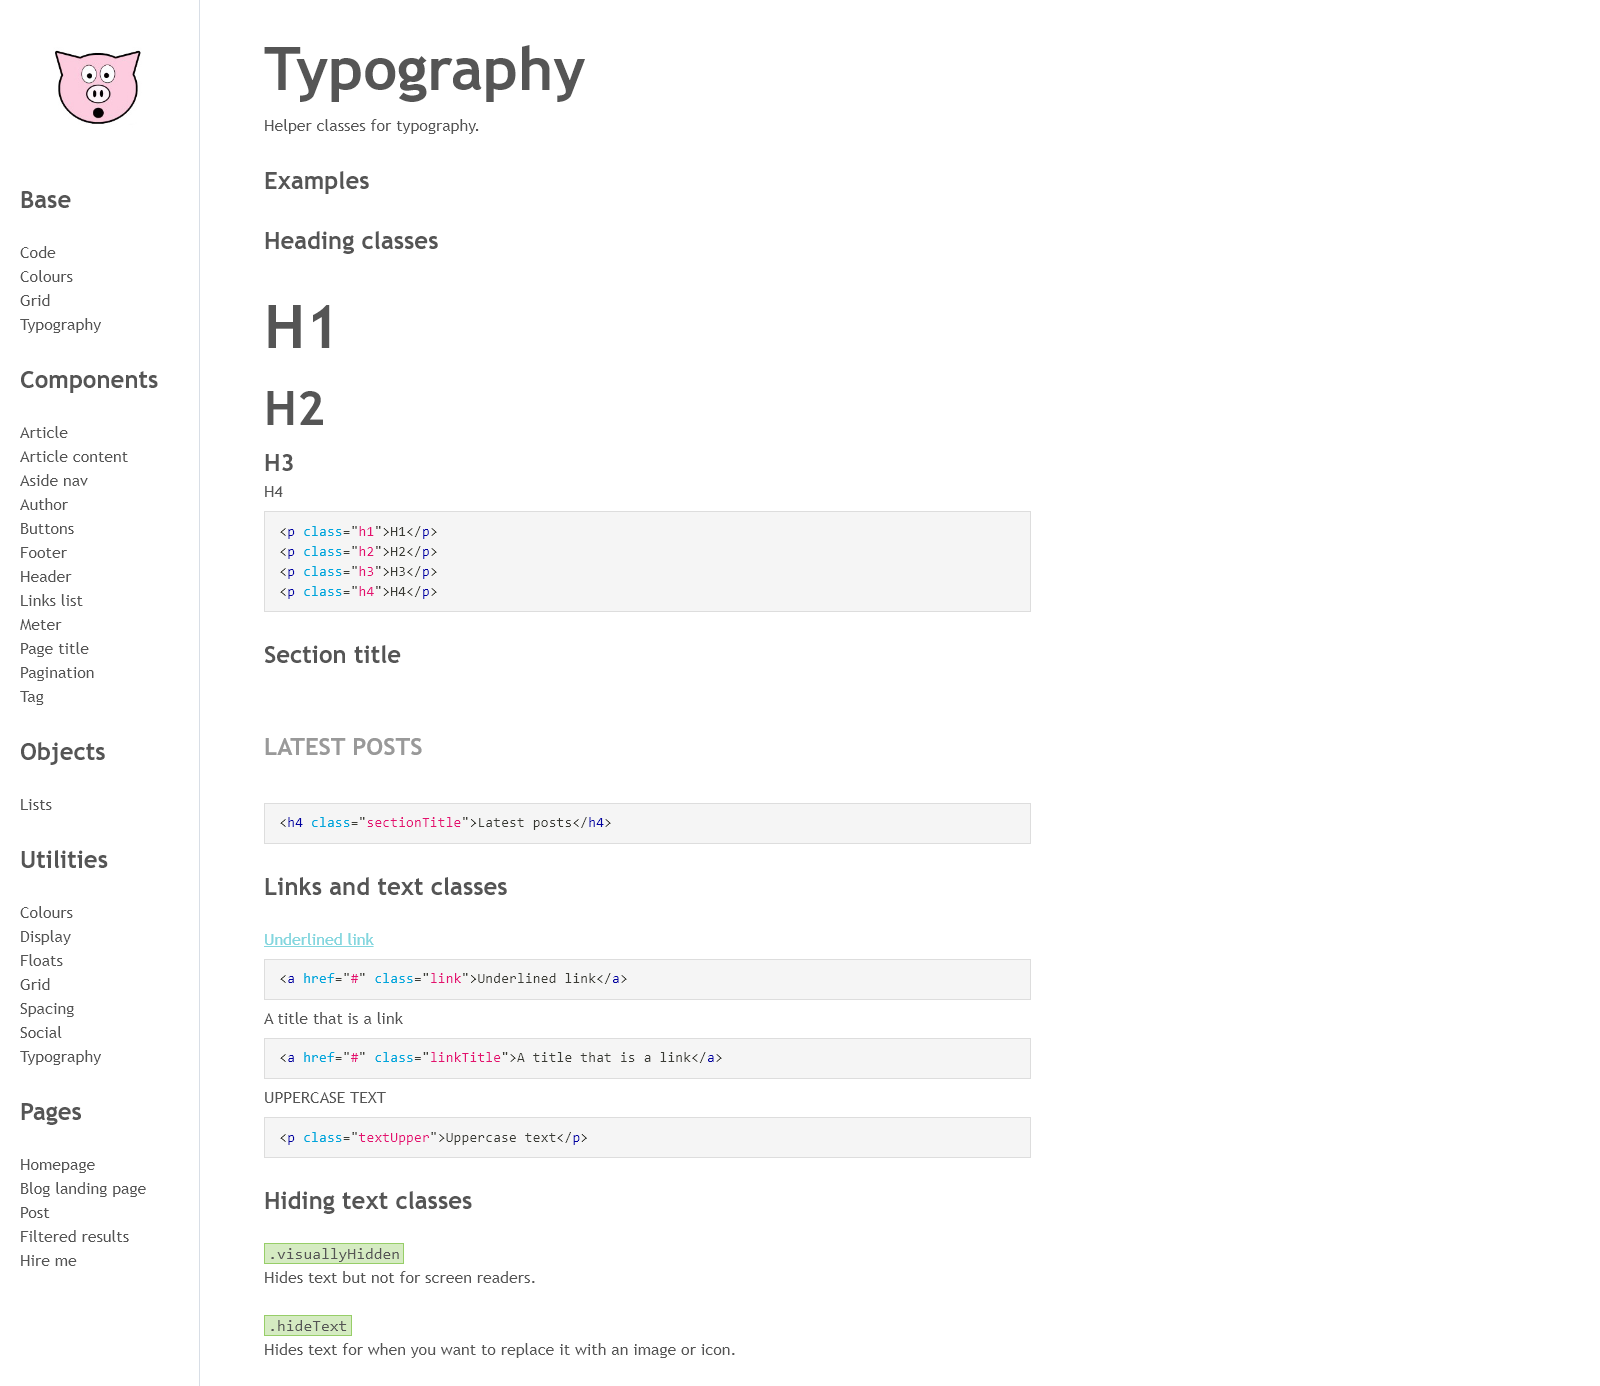 Base
Code
Colours
Grid
Typography
Components
Article
Article content
Aside nav
Author
Buttons
Footer
Header
Links list
Meter
Page title
Pagination
Tag
Objects
Lists
Utilities
Colours
Display
Floats
Grid
Spacing
Social
Typography
Pages
Homepage
Blog landing page
Post
Filtered results
Hire me
Typography
Helper classes for typography.
Examples
Heading classes
H1
H2
H3
H4
<p class="h1">H1</p>
<p class="h2">H2</p>
<p class="h3">H3</p>
<p class="h4">H4</p>
Section title
LATEST POSTS
<h4 class="sectionTitle">Latest posts</h4>
Links and text classes
Underlined link
<a href="#" class="link">Underlined link</a>
A title that is a link
<a href="#" class="linkTitle">A title that is a link</a>
UPPERCASE TEXT
<p class="textUpper">Uppercase text</p>
Hiding text classes
.visuallyHidden
Hides text but not for screen readers.
.hideText
Hides text for when you want to replace it with an image or icon.